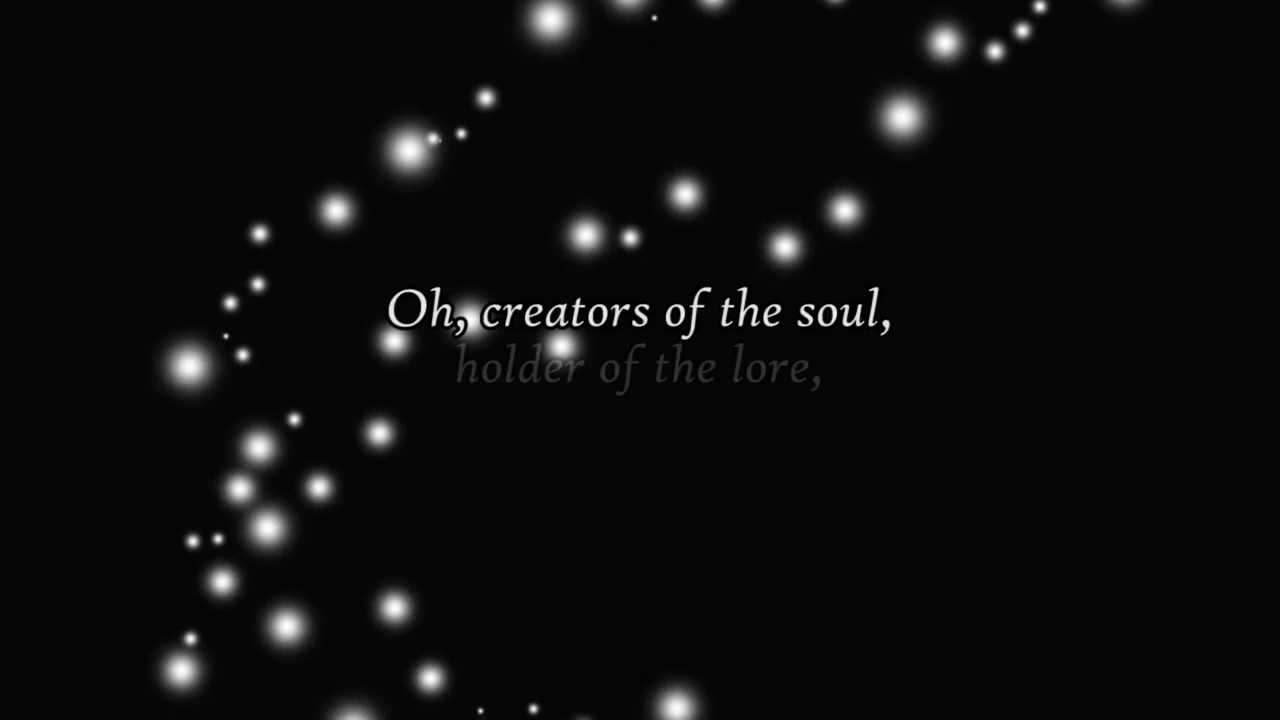 Oh, creators of the soul,
holder of the lore,